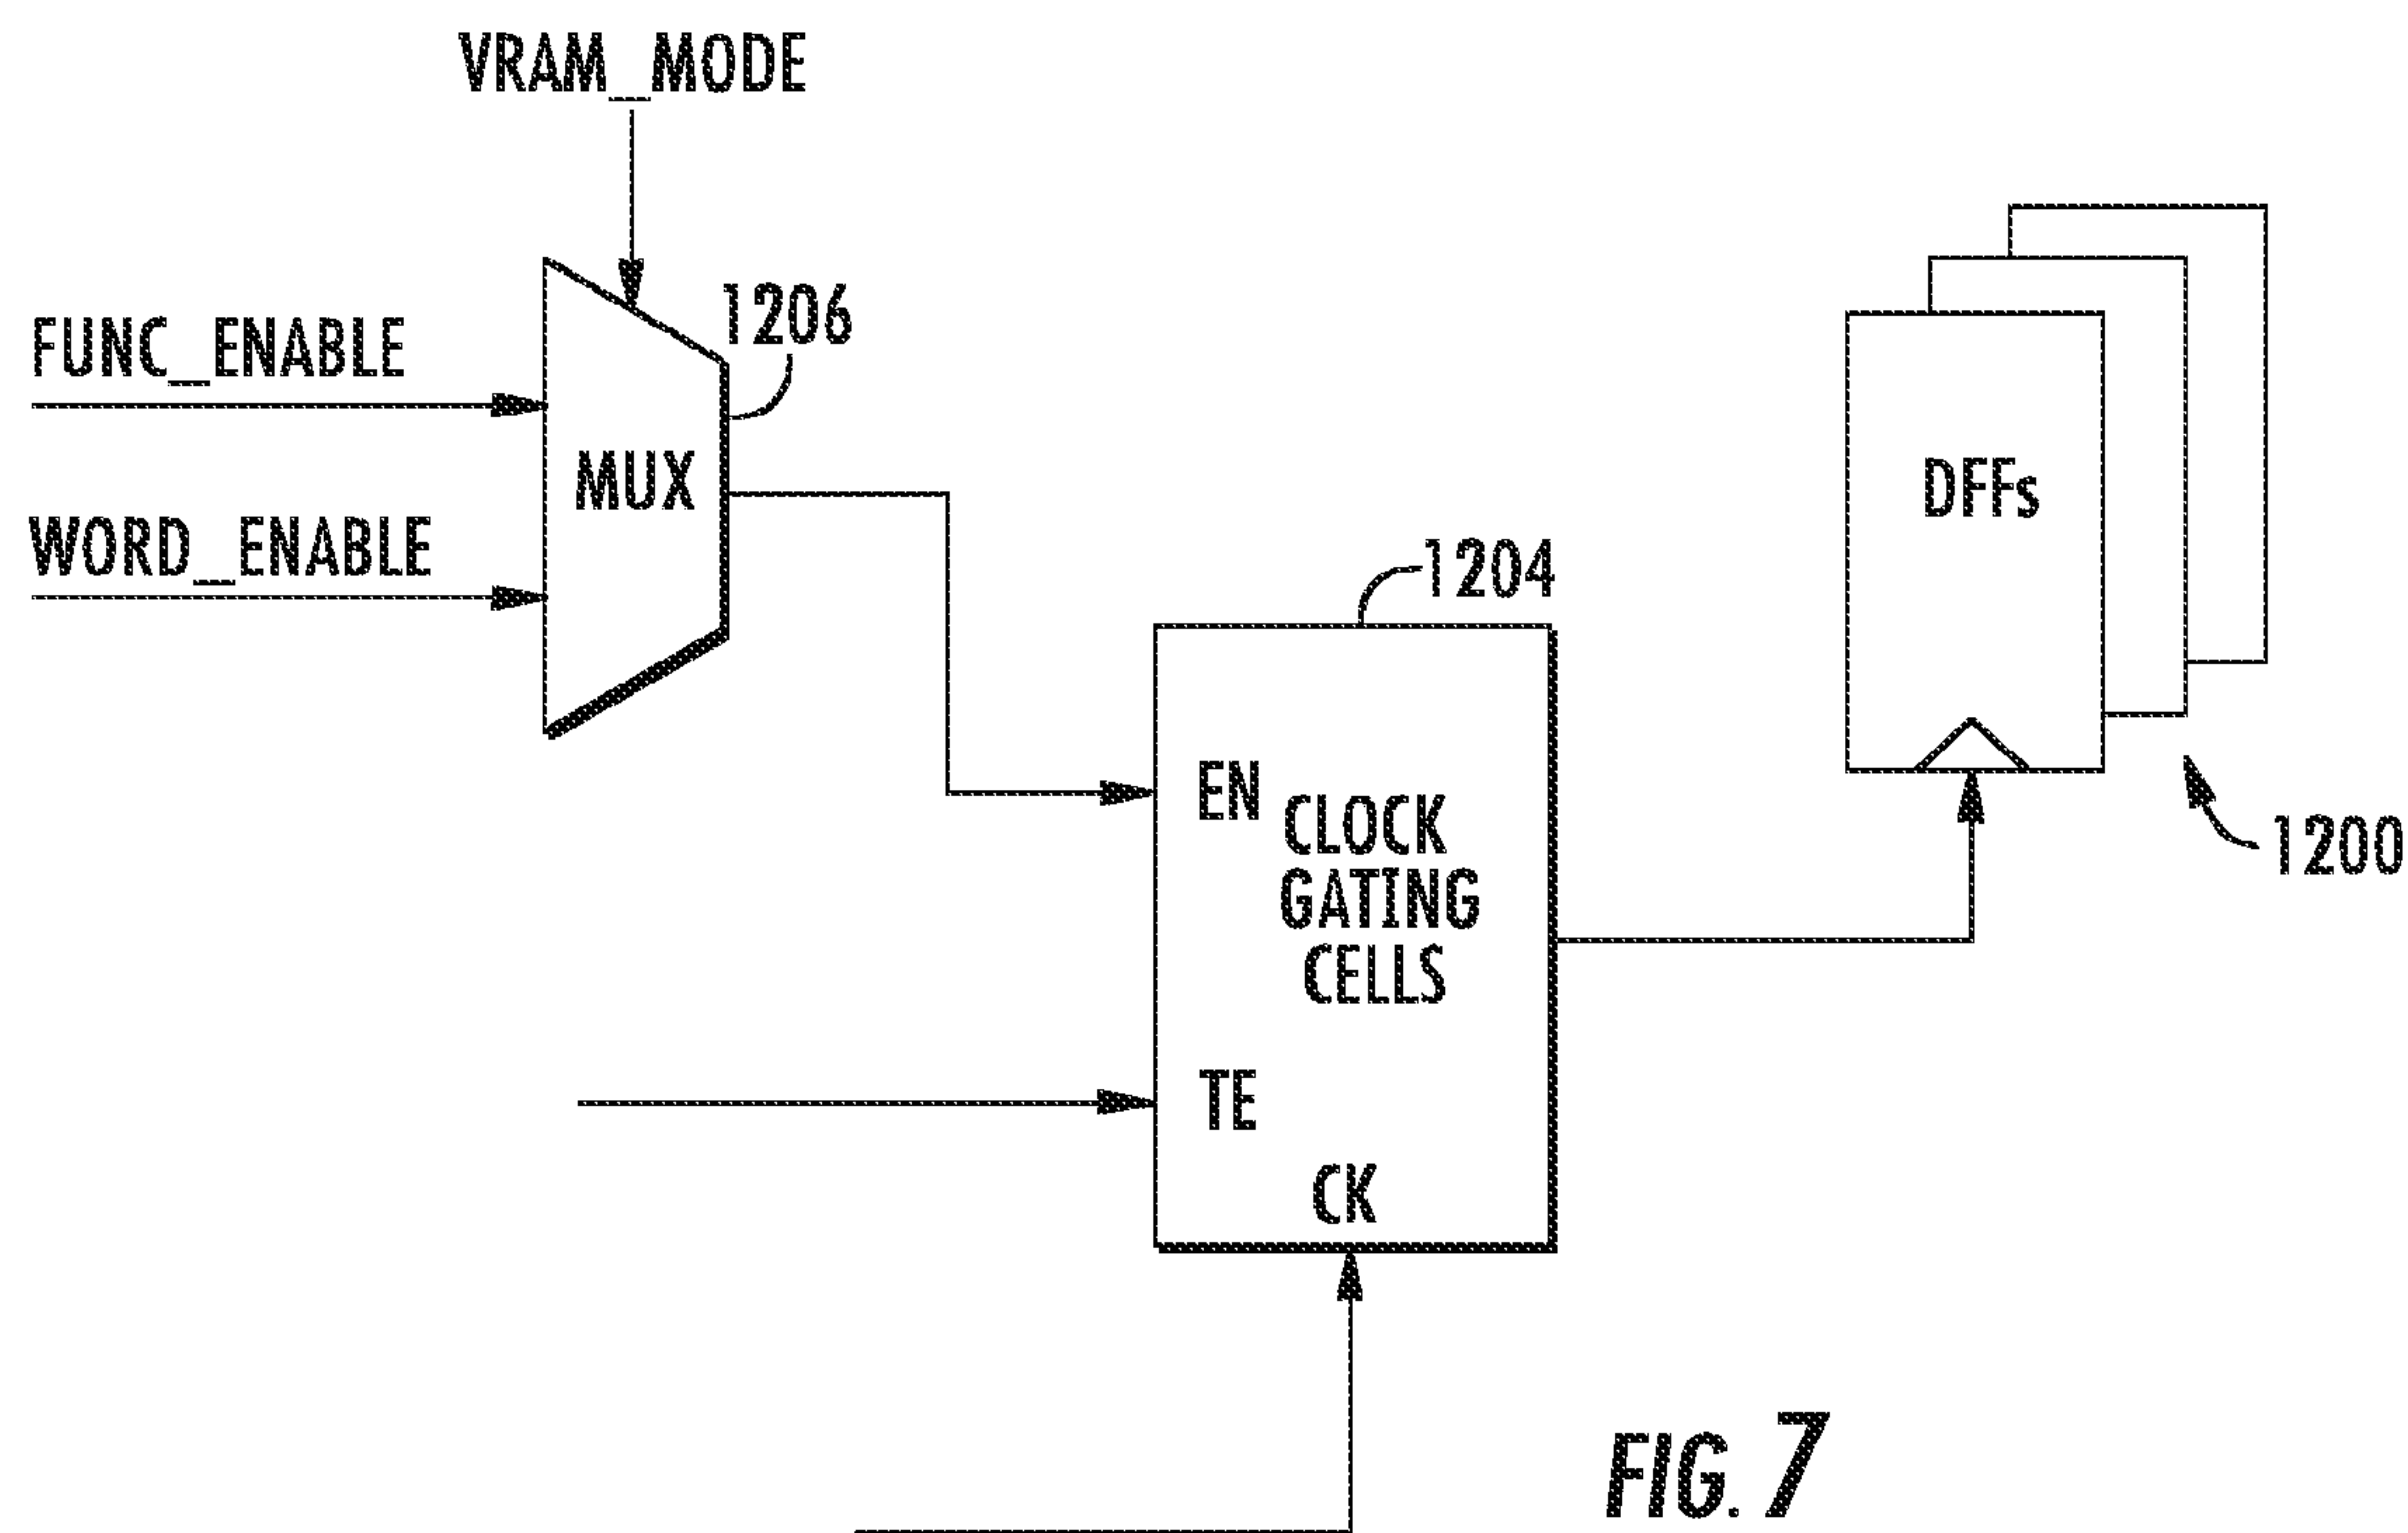 VRAM_MODE
1206
FUNC_ENABLE
MUX
DFFs
WORD_ENABLE
1204
EN
CLOCK
GATING
CELLS
1200
TE
CK
FIG. 7